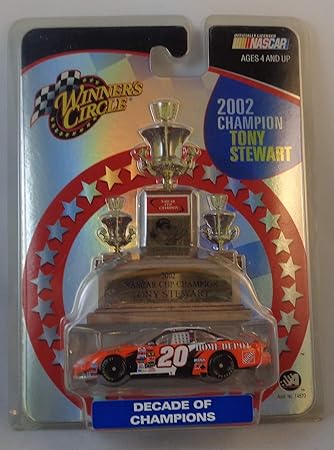 OFFICIALLY LICENSED
NASCAR
AGES 4 AND UP
WINNER'S
CIRCLE
2002
CHAMPION
TONY
STEWART
2002
NASCAR CUP CHAMPION
TONY STEWART
20
HOME DEPOT
DECADE OF
CHAMPIONS